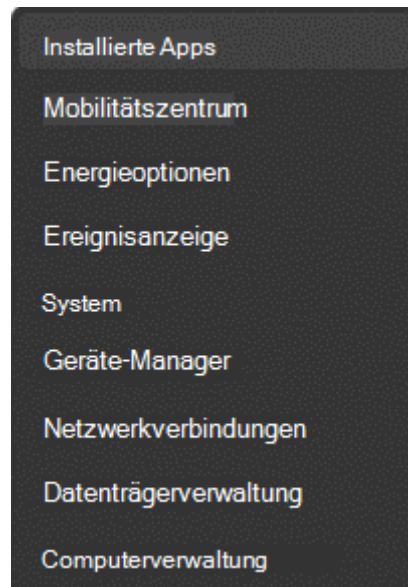 Installierte Apps
Mobilitätszentrum
Energieoptionen
Ereignisanzeige
System
Geräte-Manager
Netzwerkverbindungen
Datenträgerverwaltung
Computerverwaltung